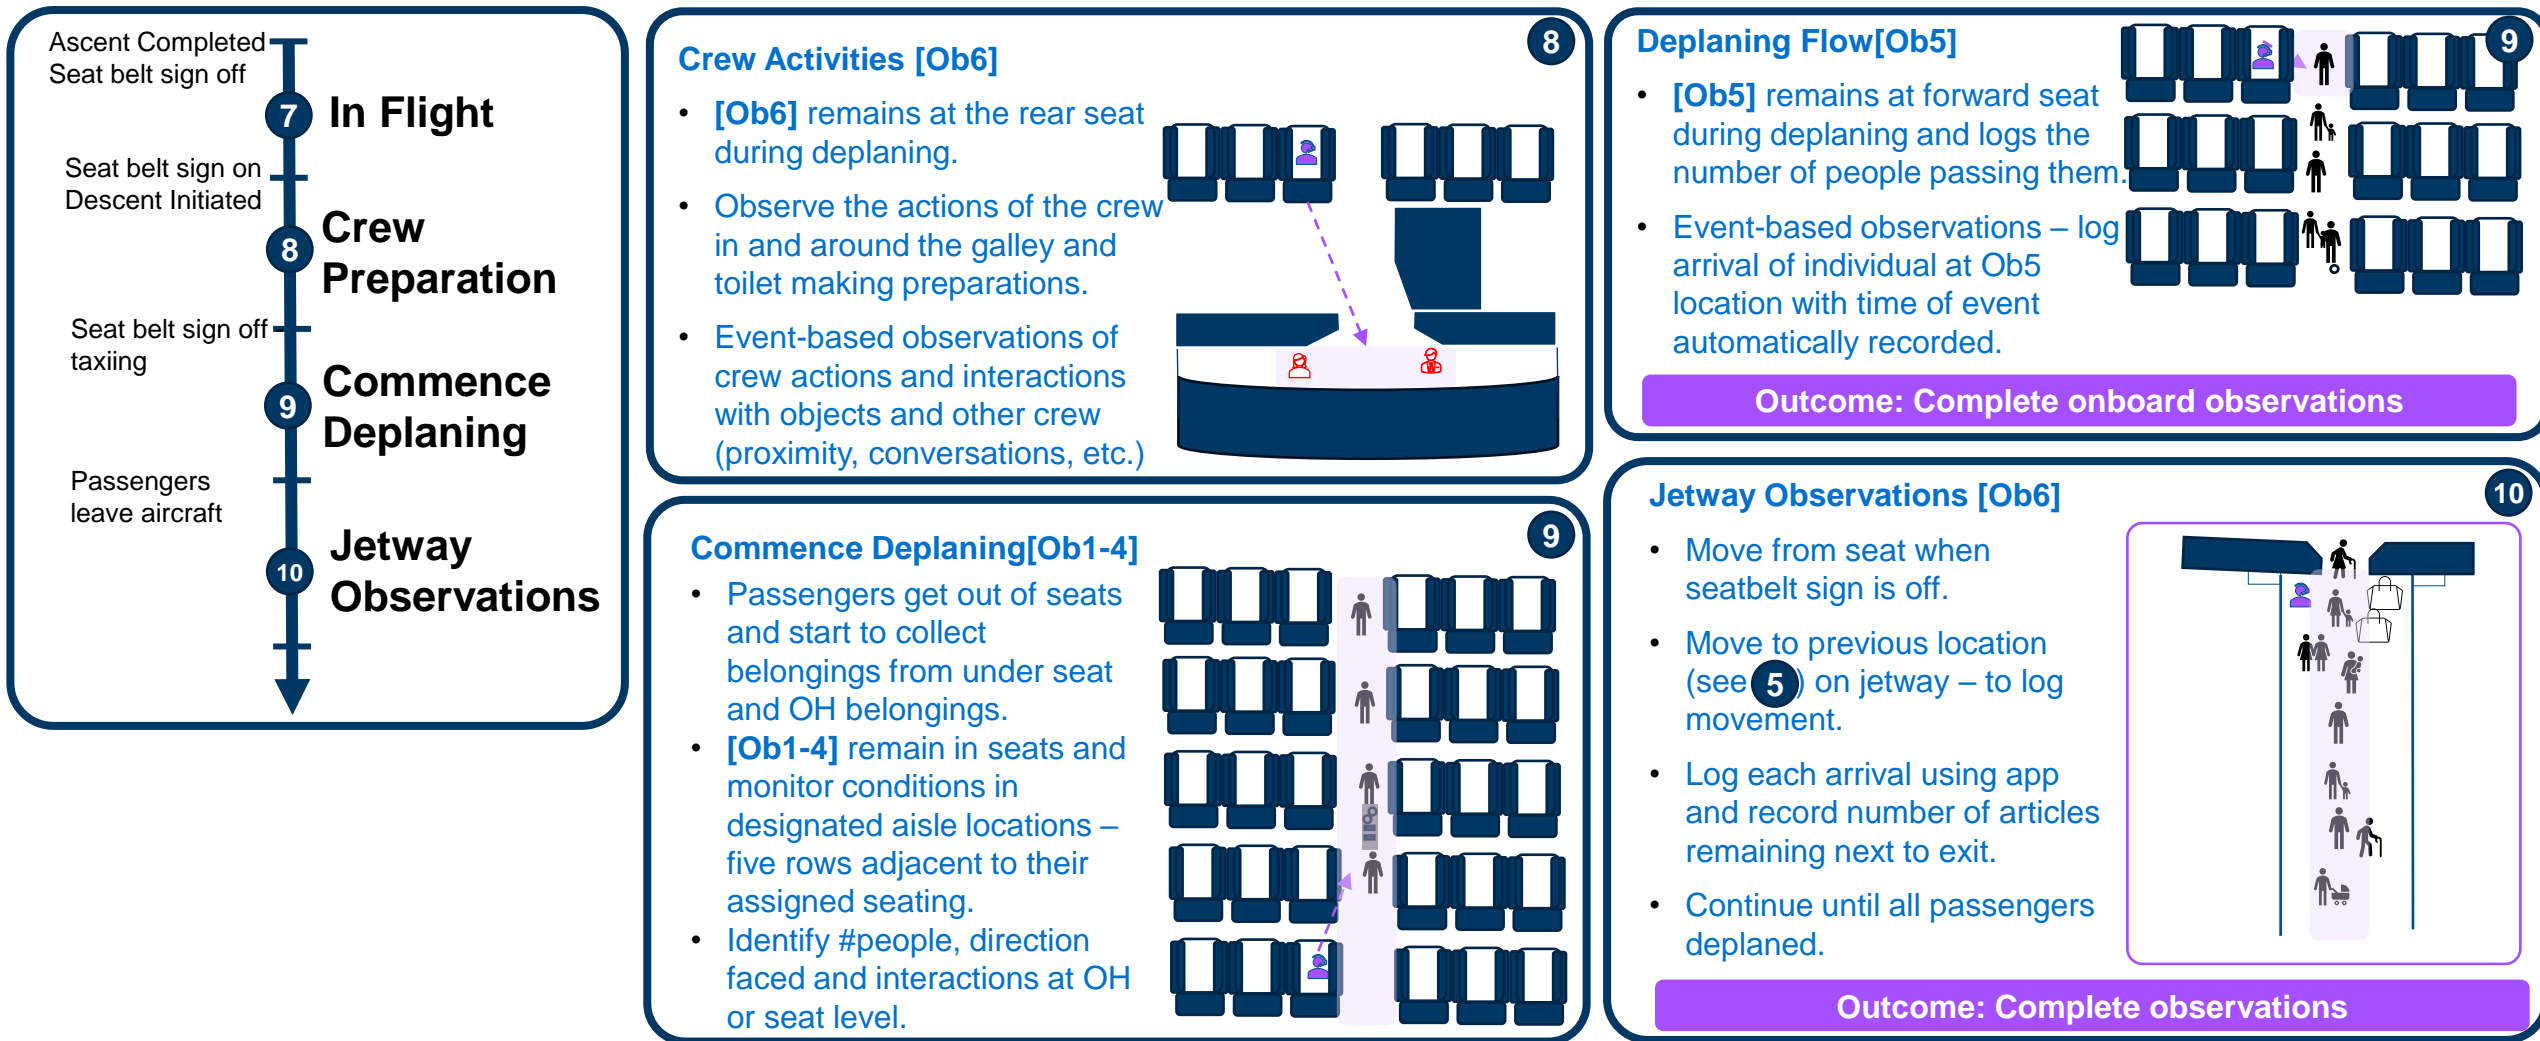 Ascent Completed
Seat belt sign off
7
In Flight
Seat belt sign on
Descent Initiated
8
Crew
Preparation
Seat belt sign off -
taxiing
9
Commence
Deplaning
Passengers
leave aircraft
10
Jetway
Observations
8
Crew Activities [Ob6]
• [Ob6] remains at the rear seat
during deplaning.
• Observe the actions of the crew
in and around the galley and
toilet making preparations.
• Event-based observations of
crew actions and interactions
with objects and other crew
(proximity, conversations, etc.)
9
Commence Deplaning[Ob1-4]
• Passengers get out of seats
and start to collect
belongings from under seat
and OH belongings.
• [Ob1-4] remain in seats and
monitor conditions in
designated aisle locations –
five rows adjacent to their
assigned seating.
• Identify #people, direction
faced and interactions at OH
or seat level.
9
Deplaning Flow[Ob5]
• [Ob5] remains at forward seat
during deplaning and logs the
number of people passing them.
• Event-based observations – log
arrival of individual at Ob5
location with time of event
automatically recorded.
Outcome: Complete onboard observations
10
Jetway Observations [Ob6]
• Move from seat when
seatbelt sign is off.
• Move to previous location
(see 5 ) on jetway – to log
movement.
• Log each arrival using app
and record number of articles
remaining next to exit.
• Continue until all passengers
deplaned.
Outcome: Complete observations